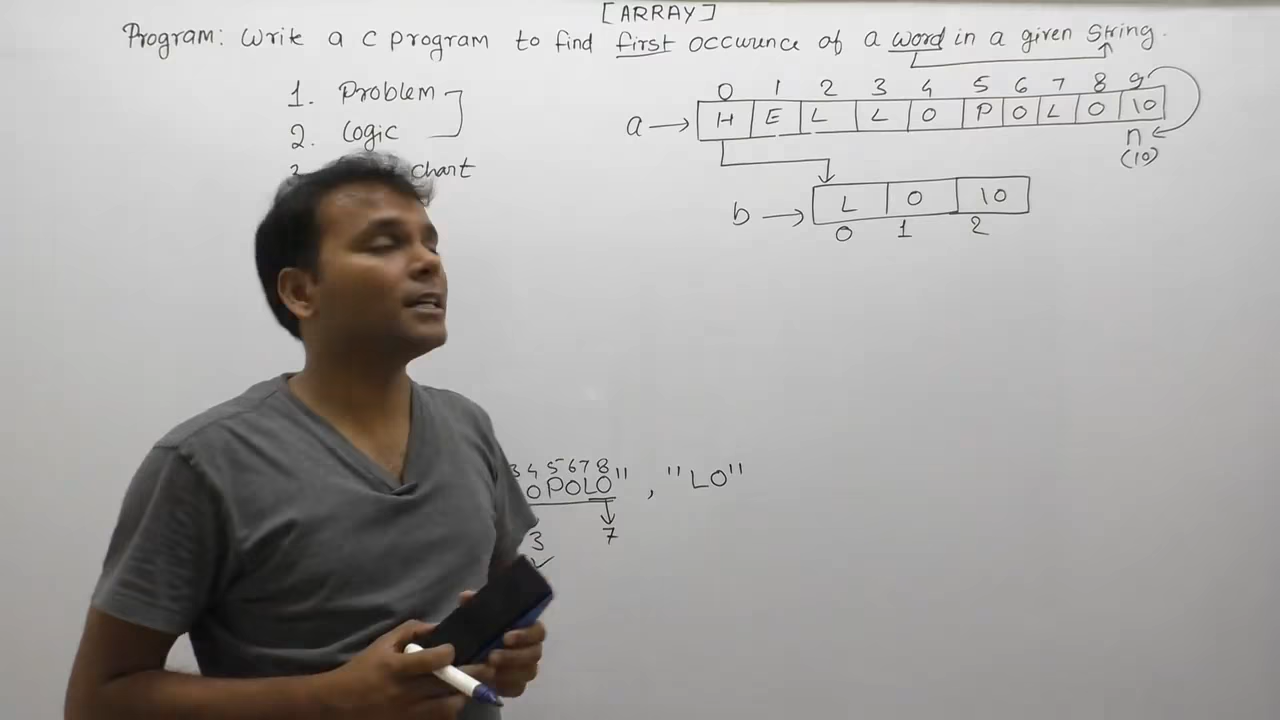 [ARRAY]
Program: Write a C program to find first occurence of a word in a given String.
1. Problem
2. Logic
chart
0 1 2 3 4 5 6 7 8 9
a → H E L L O P O L O 10
n
(10)
b → L O 10
0 1 2
3 4 5 6 7 8
OPOLO", "LO"
3 7